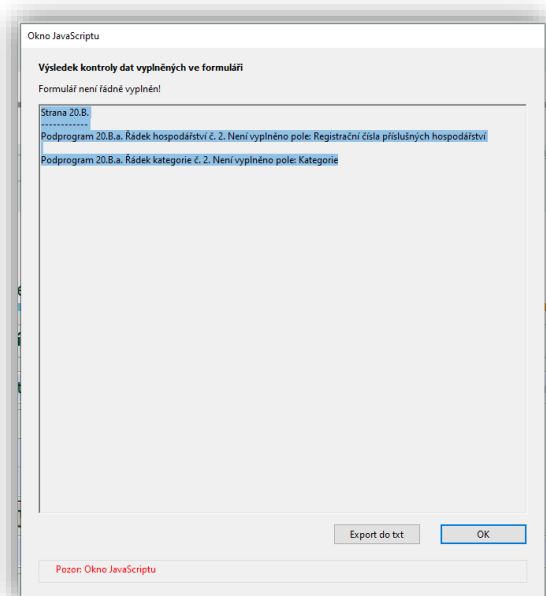 Okno JavaScriptu
Výsledek kontroly dat vyplněných ve formuláři
Formulář není řádně vyplněn!
Strana 20.B.
------------
Podprogram 20.B.a. Řádek hospodářství č. 2. Není vyplněno pole: Registrační čísla příslušných hospodářství
Podprogram 20.B.a. Řádek kategorie č. 2. Není vyplněno pole: Kategorie
Export do txt
OK
Pozor: Okno JavaScriptu